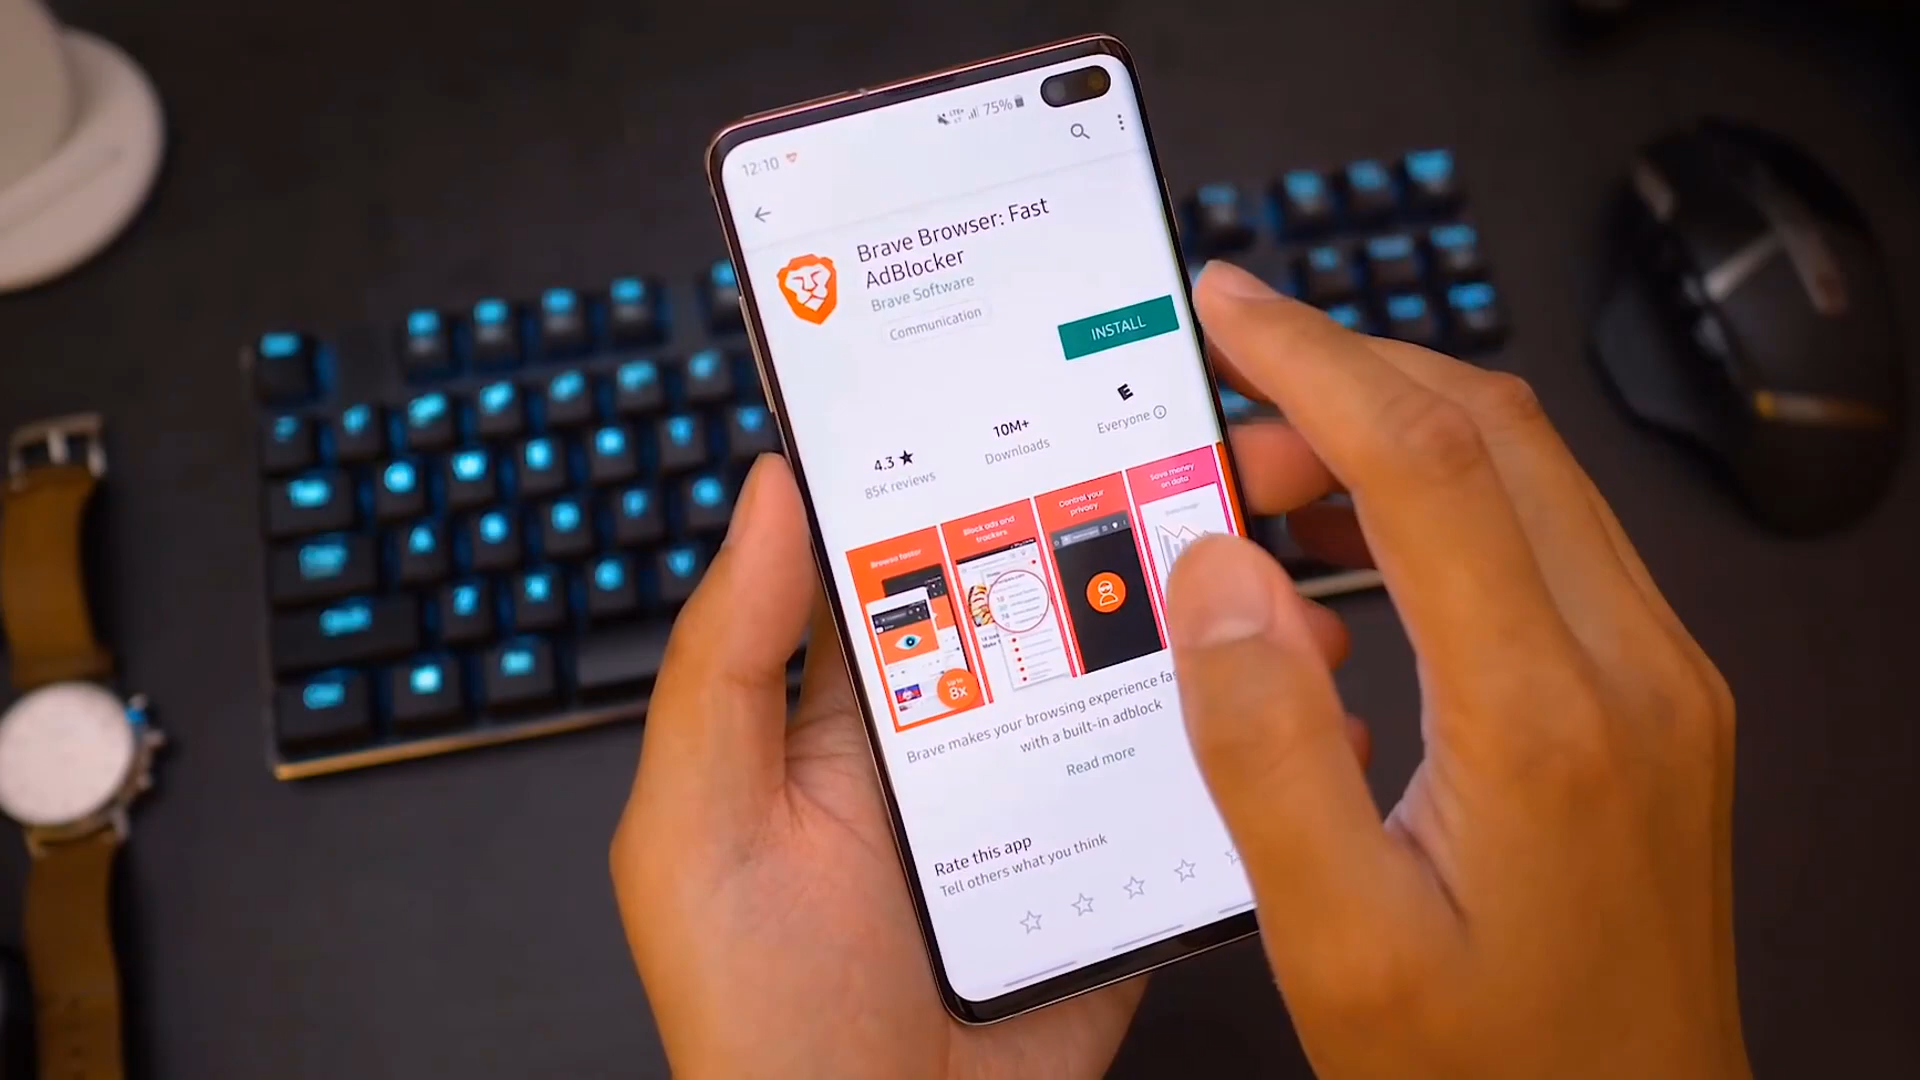 12:10
75%
Brave Browser: Fast
AdBlocker
Brave Software
Communication
INSTALL
4.3 ★
85K reviews
10M+
Downloads
E
Everyone
Browse faster
Up to
8x
Block ads and
trackers
Control your
privacy
Save money
on data
Brave makes your browsing experience
with a built-in adblock
Read more
Rate this app
Tell others what you think